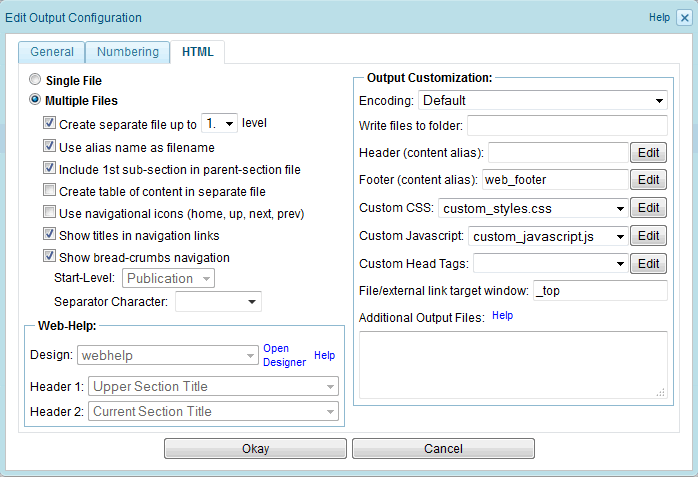 Edit Output Configuration
Help
General
Numbering
HTML
Single File
Multiple Files
Create separate file up to 1. level
Use alias name as filename
Include 1st sub-section in parent-section file
Create table of content in separate file
Use navigational icons (home, up, next, prev)
Show titles in navigation links
Show bread-crumbs navigation
Start-Level: Publication
Separator Character:
Web-Help:
Design: webhelp Open Designer Help
Header 1: Upper Section Title
Header 2: Current Section Title
Output Customization:
Encoding: Default
Write files to folder:
Header (content alias): Edit
Footer (content alias): web_footer Edit
Custom CSS: custom_styles.css Edit
Custom Javascript: custom_javascript.js Edit
Custom Head Tags: Edit
File/external link target window: _top
Additional Output Files: Help
Okay
Cancel